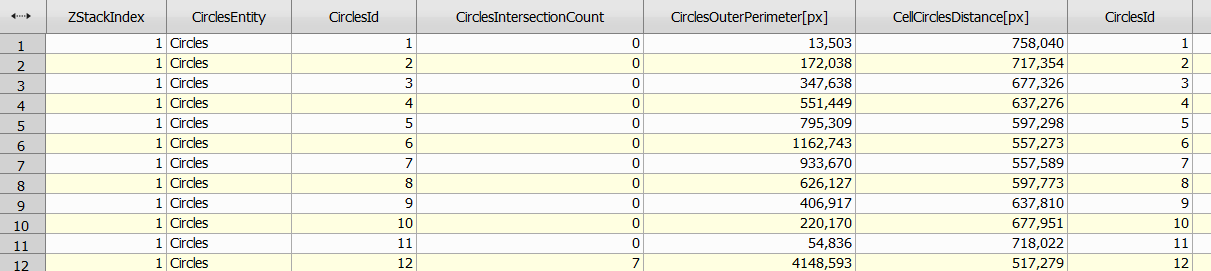 ZStackIndex CirclesEntity CirclesId CirclesIntersectionCount CirclesOuterPerimeter[px] CellCirclesDistance[px] CirclesId
1 1 Circles 1 0 13,503 758,040 1
2 1 Circles 2 0 172,038 717,354 2
3 1 Circles 3 0 347,638 677,326 3
4 1 Circles 4 0 551,449 637,276 4
5 1 Circles 5 0 795,309 597,298 5
6 1 Circles 6 0 1162,743 557,273 6
7 1 Circles 7 0 933,670 557,589 7
8 1 Circles 8 0 626,127 597,773 8
9 1 Circles 9 0 406,917 637,810 9
10 1 Circles 10 0 220,170 677,951 10
11 1 Circles 11 0 54,836 718,022 11
12 1 Circles 12 7 4148,593 517,279 12